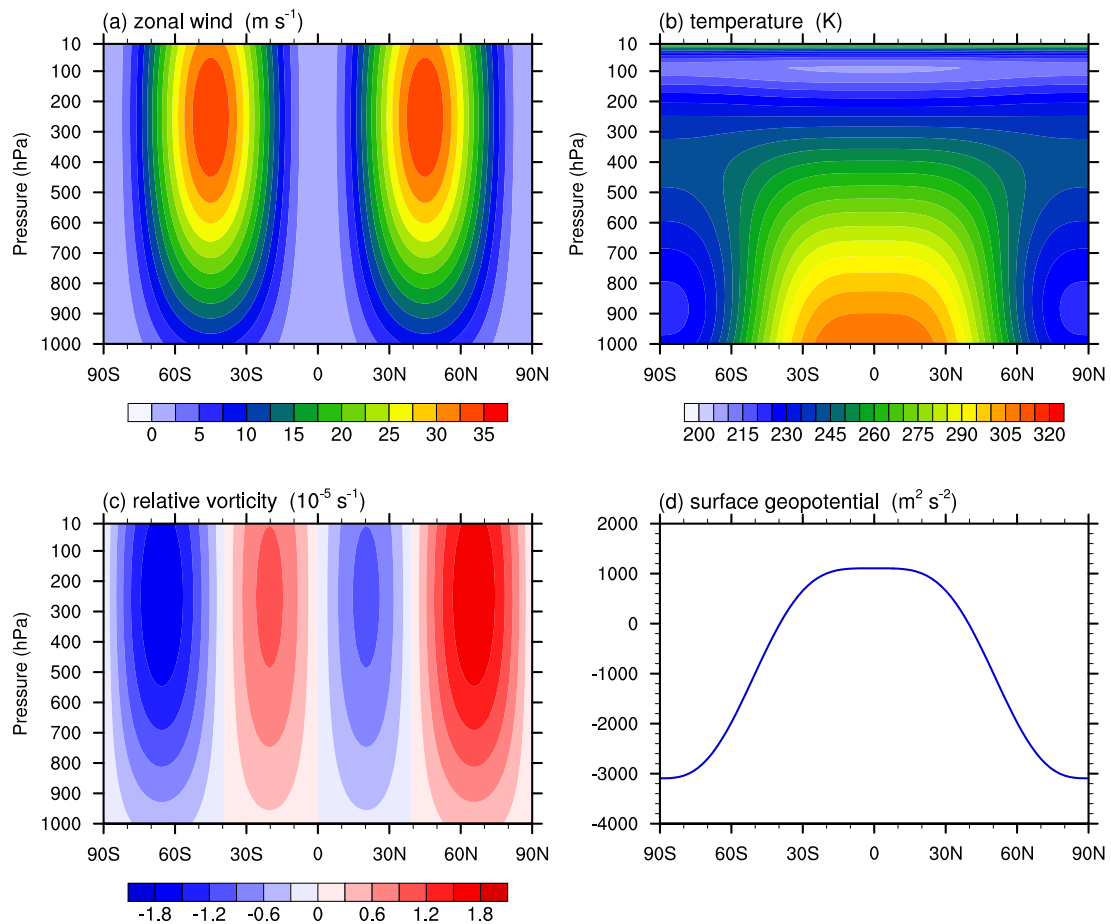 (a) zonal wind (m s⁻¹)
10
100
200
300
400
500
600
700
800
900
1000
Pressure (hPa)
90S 60S 30S 0 30N 60N 90N
0 5 10 15 20 25 30 35
(b) temperature (K)
10
100
200
300
400
500
600
700
800
900
1000
Pressure (hPa)
90S 60S 30S 0 30N 60N 90N
200 215 230 245 260 275 290 305 320
(c) relative vorticity (10⁻⁵ s⁻¹)
10
100
200
300
400
500
600
700
800
900
1000
Pressure (hPa)
90S 60S 30S 0 30N 60N 90N
-1.8 -1.2 -0.6 0 0.6 1.2 1.8
(d) surface geopotential (m² s⁻²)
2000
1000
0
-1000
-2000
-3000
-4000
90S 60S 30S 0 30N 60N 90N